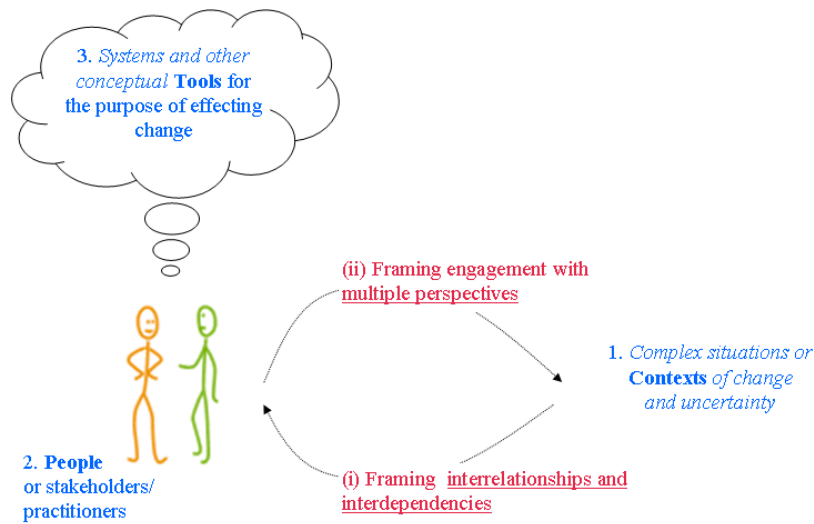 3. Systems and other
conceptual Tools for
the purpose of effecting
change
(ii) Framing engagement with
multiple perspectives
1. Complex situations or
Contexts of change
and uncertainty
2. People
or stakeholders/
practitioners
(i) Framing interrelationships and
interdependencies